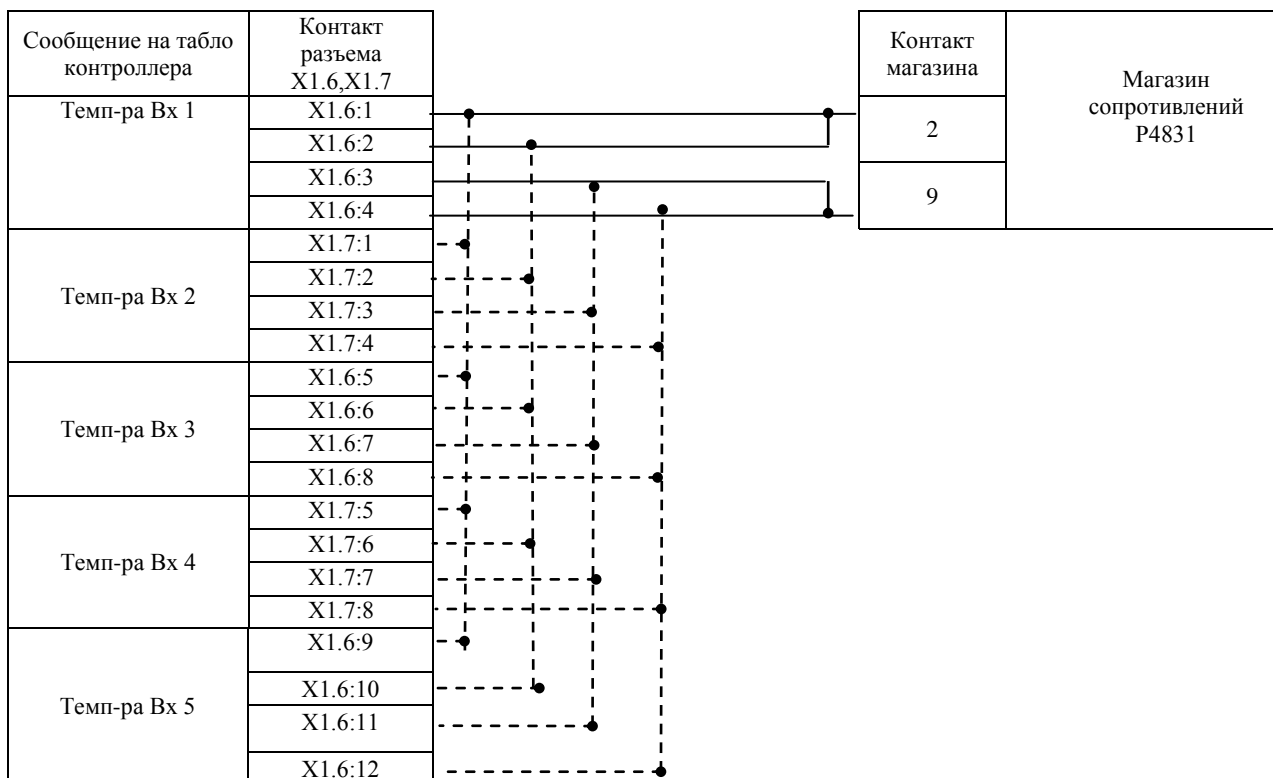 Сообщение на табло
контроллера
Контакт
разъема
X1.6,X1.7
Контакт
магазина
Магазин
сопротивлений
Р4831
Темп-ра Вх 1
X1.6:1
X1.6:2
X1.6:3
X1.6:4
2
9
Темп-ра Вх 2
X1.7:1
X1.7:2
X1.7:3
X1.7:4
Темп-ра Вх 3
X1.6:5
X1.6:6
X1.6:7
X1.6:8
Темп-ра Вх 4
X1.7:5
X1.7:6
X1.7:7
X1.7:8
Темп-ра Вх 5
X1.6:9
X1.6:10
X1.6:11
X1.6:12